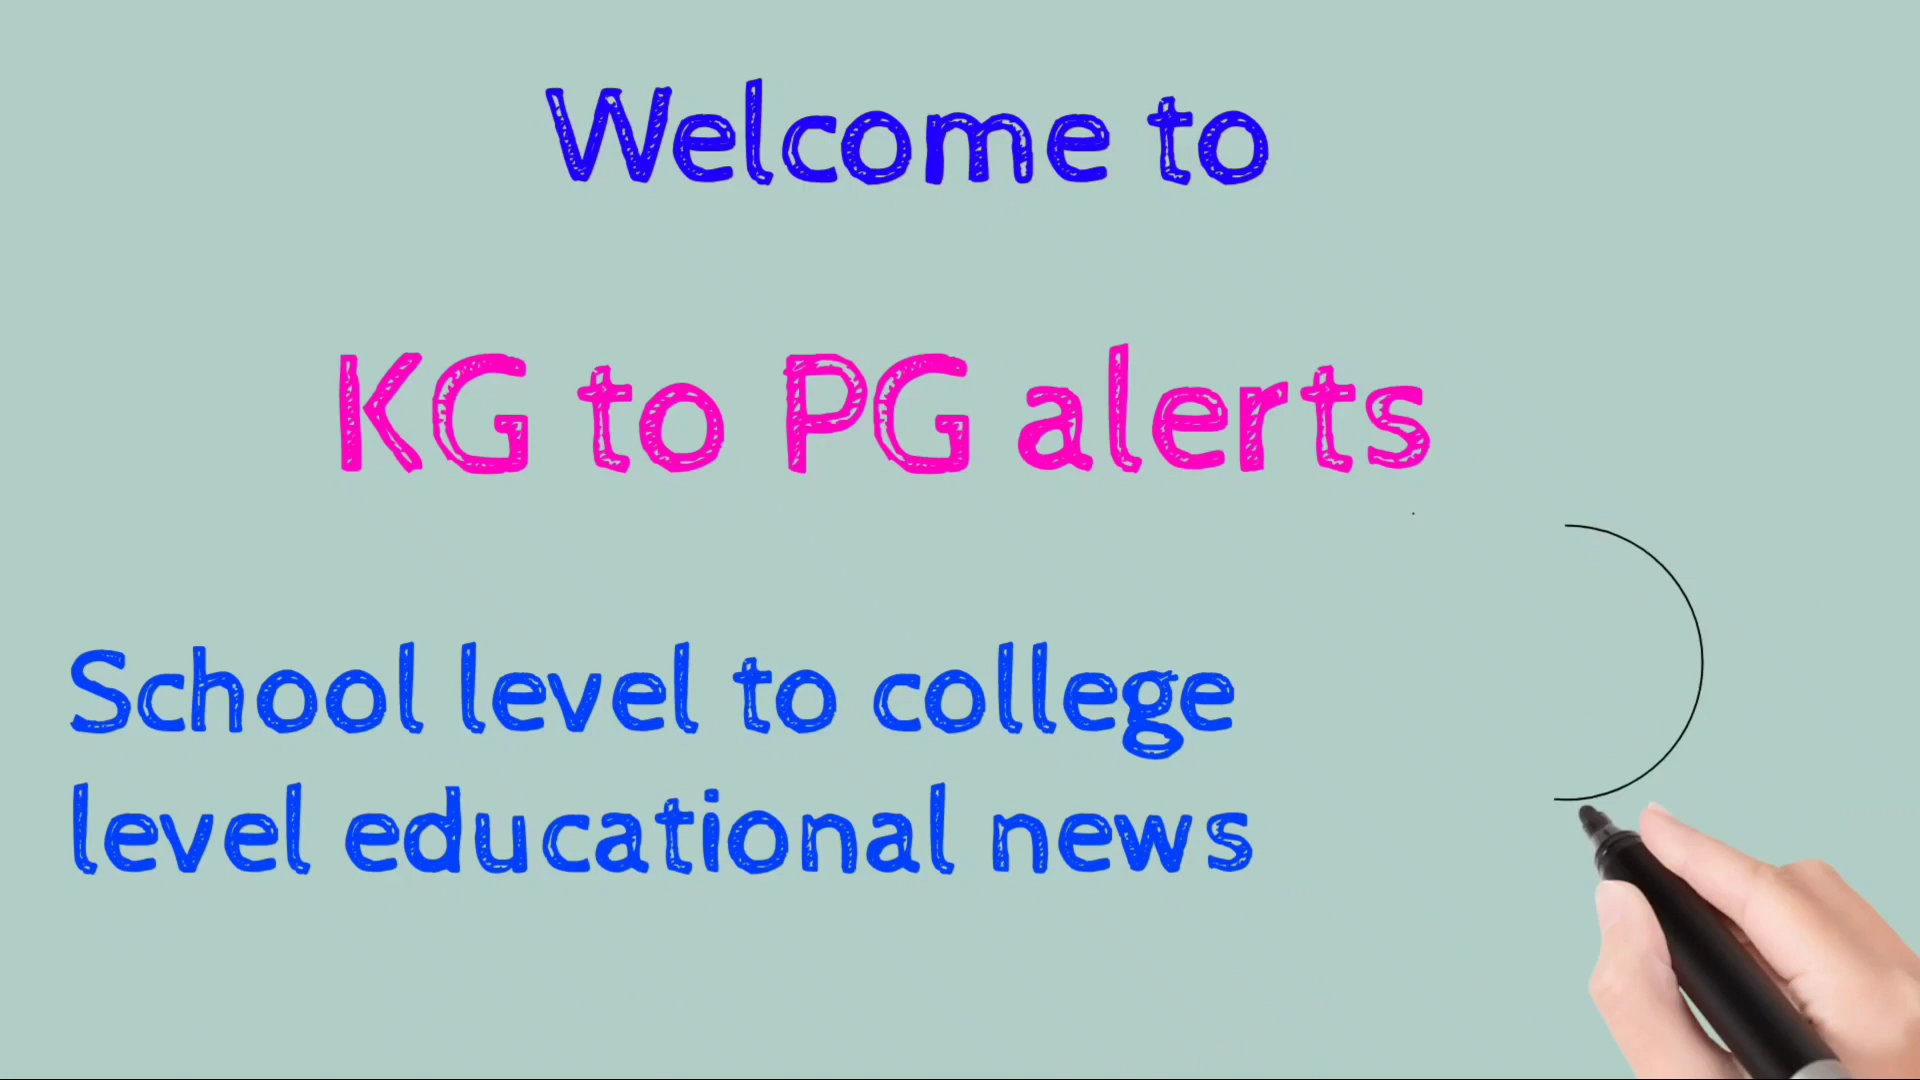 Welcome to
KG to PG alerts
School level to college
level educational news